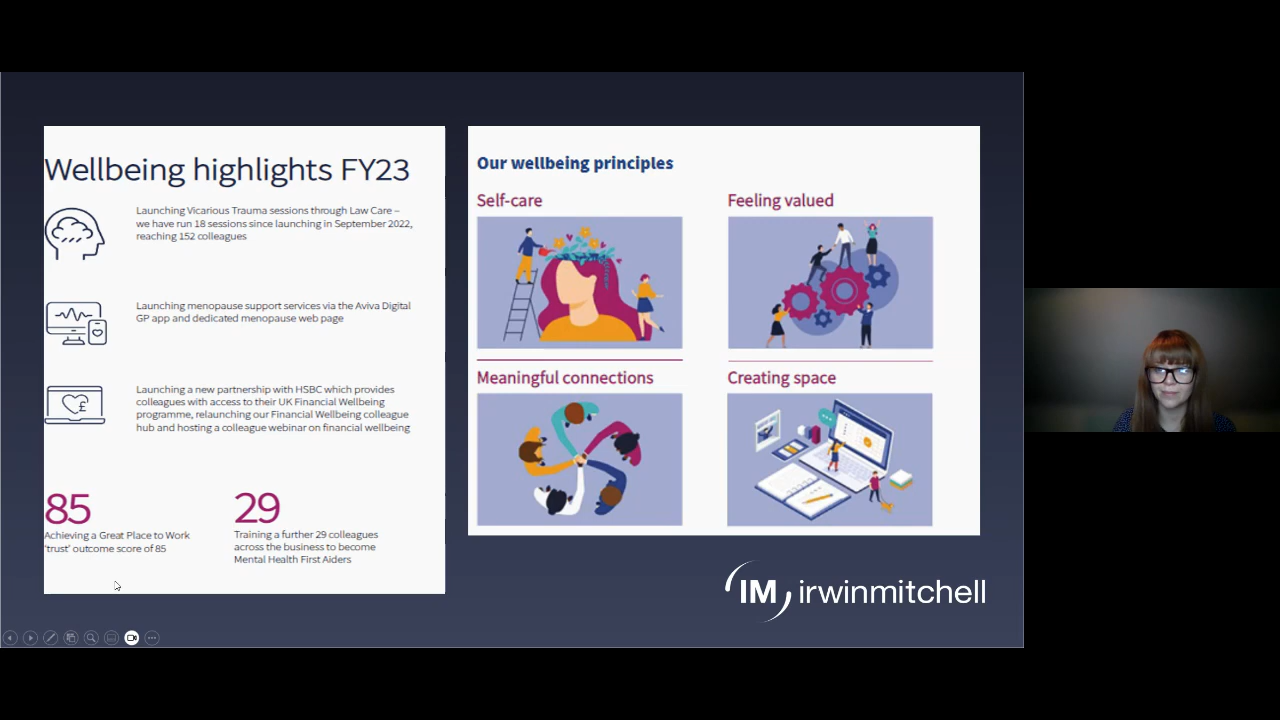 Wellbeing highlights FY23
Launching Vicarious Trauma sessions through Law Care –
we have run 18 sessions since launching in September 2022,
reaching 152 colleagues
Launching menopause support services via the Aviva Digital
GP app and dedicated menopause web page
£
Launching a new partnership with HSBC which provides
colleagues with access to their UK Financial Wellbeing
programme, relaunching our Financial Wellbeing colleague
hub and hosting a colleague webinar on financial wellbeing
85
Achieving a Great Place to Work
'trust' outcome score of 85
29
Training a further 29 colleagues
across the business to become
Mental Health First Aiders
Our wellbeing principles
Self-care
Feeling valued
Meaningful connections
Creating space
IM irwinmitchell